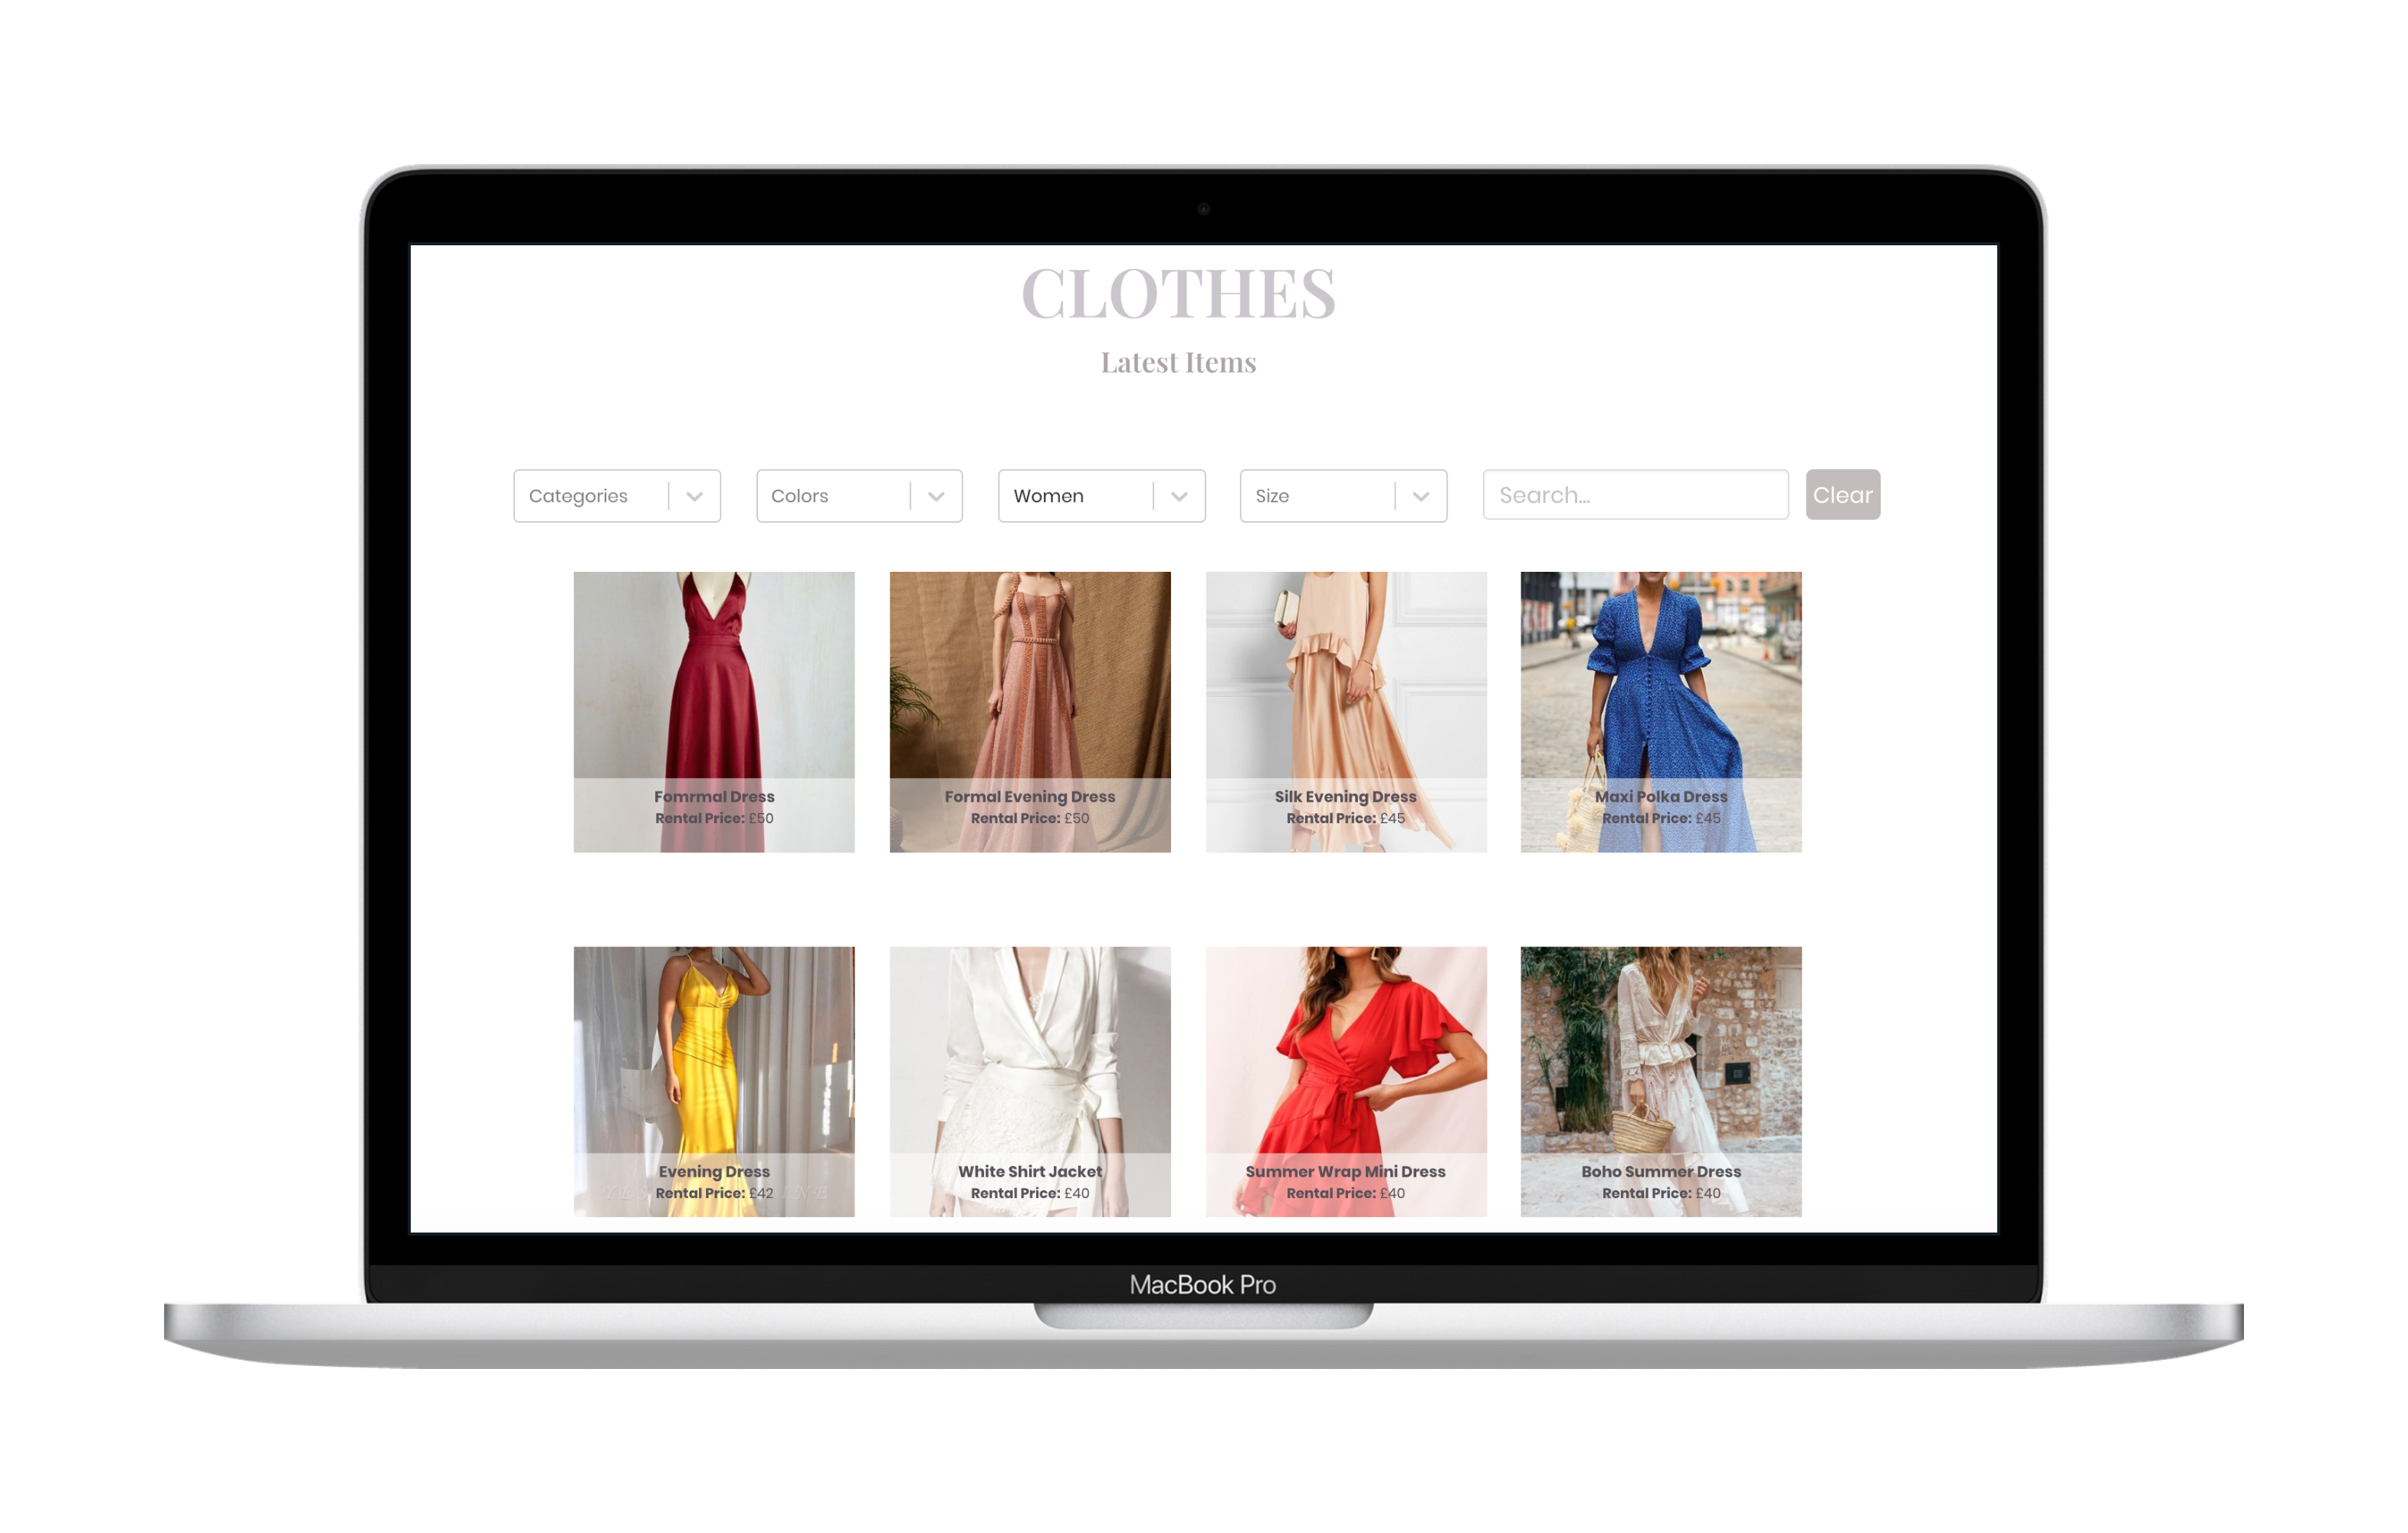 CLOTHES
Latest Items
Categories
Colors
Women
Size
Search...
Clear
Fomrmal Dress
Rental Price: £50
Formal Evening Dress
Rental Price: £50
Silk Evening Dress
Rental Price: £45
Maxi Polka Dress
Rental Price: £45
Evening Dress
Rental Price: £42
White Shirt Jacket
Rental Price: £40
Summer Wrap Mini Dress
Rental Price: £40
Boho Summer Dress
Rental Price: £40
MacBook Pro